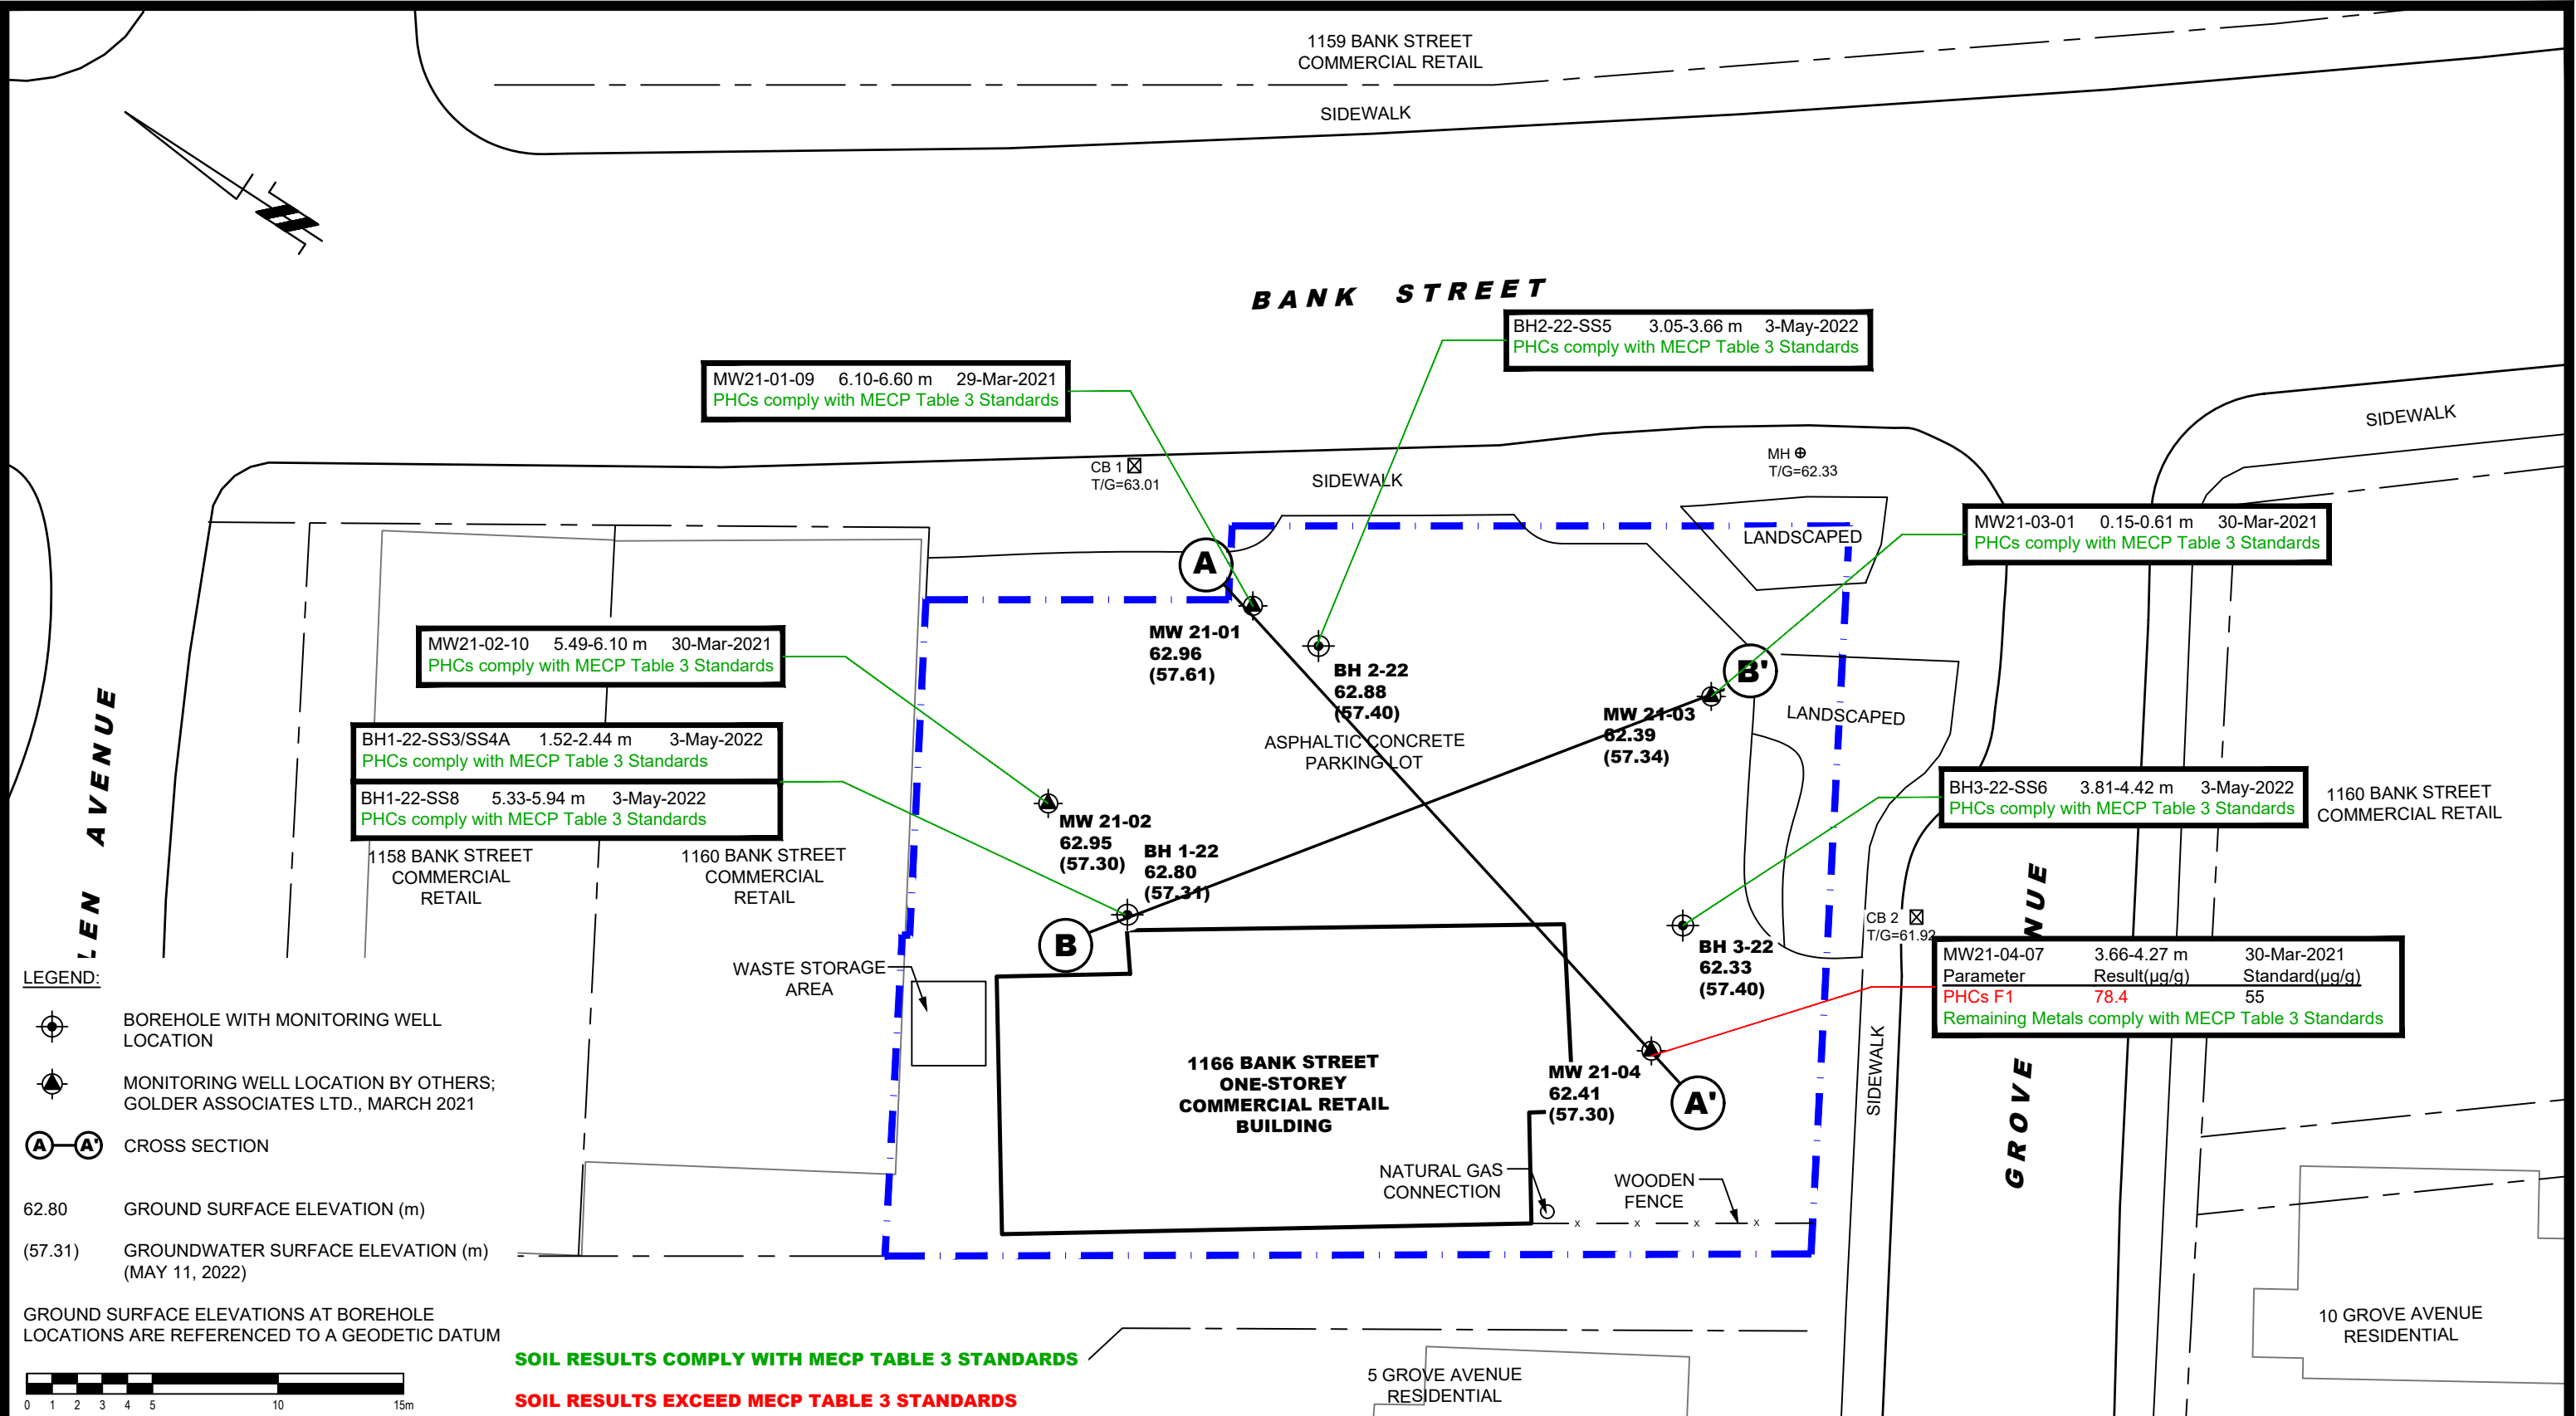 1159 BANK STREET
COMMERCIAL RETAIL
SIDEWALK
BANK STREET
BH2-22-SS5 3.05-3.66 m 3-May-2022
PHCs comply with MECP Table 3 Standards
MW21-01-09 6.10-6.60 m 29-Mar-2021
PHCs comply with MECP Table 3 Standards
SIDEWALK
CB 1
T/G=63.01
SIDEWALK
MH
T/G=62.33
LANDSCAPED
MW21-03-01 0.15-0.61 m 30-Mar-2021
PHCs comply with MECP Table 3 Standards
A
MW 21-01
62.96
(57.61)
BH 2-22
62.88
(57.40)
MW21-02-10 5.49-6.10 m 30-Mar-2021
PHCs comply with MECP Table 3 Standards
B'
MW 21-03
62.39
(57.34)
LANDSCAPED
ASPHALTIC CONCRETE
PARKING LOT
BH1-22-SS3/SS4A 1.52-2.44 m 3-May-2022
PHCs comply with MECP Table 3 Standards
BH1-22-SS8 5.33-5.94 m 3-May-2022
PHCs comply with MECP Table 3 Standards
BH3-22-SS6 3.81-4.42 m 3-May-2022
PHCs comply with MECP Table 3 Standards
1160 BANK STREET
COMMERCIAL RETAIL
MW 21-02
62.95
(57.30)
BH 1-22
62.80
(57.31)
1158 BANK STREET
COMMERCIAL
RETAIL
1160 BANK STREET
COMMERCIAL
RETAIL
AVENUE
B
BH 3-22
62.33
(57.40)
CB 2
T/G=61.92
MW21-04-07 3.66-4.27 m 30-Mar-2021
Parameter Result(µg/g) Standard(µg/g)
PHCs F1 78.4 55
Remaining Metals comply with MECP Table 3 Standards
WASTE STORAGE
AREA
1166 BANK STREET
ONE-STOREY
COMMERCIAL RETAIL
BUILDING
MW 21-04
62.41
(57.30)
A'
SIDEWALK
GROVE
NATURAL GAS
CONNECTION
WOODEN
FENCE
x x x x
LEGEND:
BOREHOLE WITH MONITORING WELL
LOCATION
MONITORING WELL LOCATION BY OTHERS;
GOLDER ASSOCIATES LTD., MARCH 2021
A A' CROSS SECTION
62.80 GROUND SURFACE ELEVATION (m)
(57.31) GROUNDWATER SURFACE ELEVATION (m)
(MAY 11, 2022)
GROUND SURFACE ELEVATIONS AT BOREHOLE
LOCATIONS ARE REFERENCED TO A GEODETIC DATUM
0 1 2 3 4 5 10 15m
SOIL RESULTS COMPLY WITH MECP TABLE 3 STANDARDS
SOIL RESULTS EXCEED MECP TABLE 3 STANDARDS
5 GROVE AVENUE
RESIDENTIAL
10 GROVE AVENUE
RESIDENTIAL